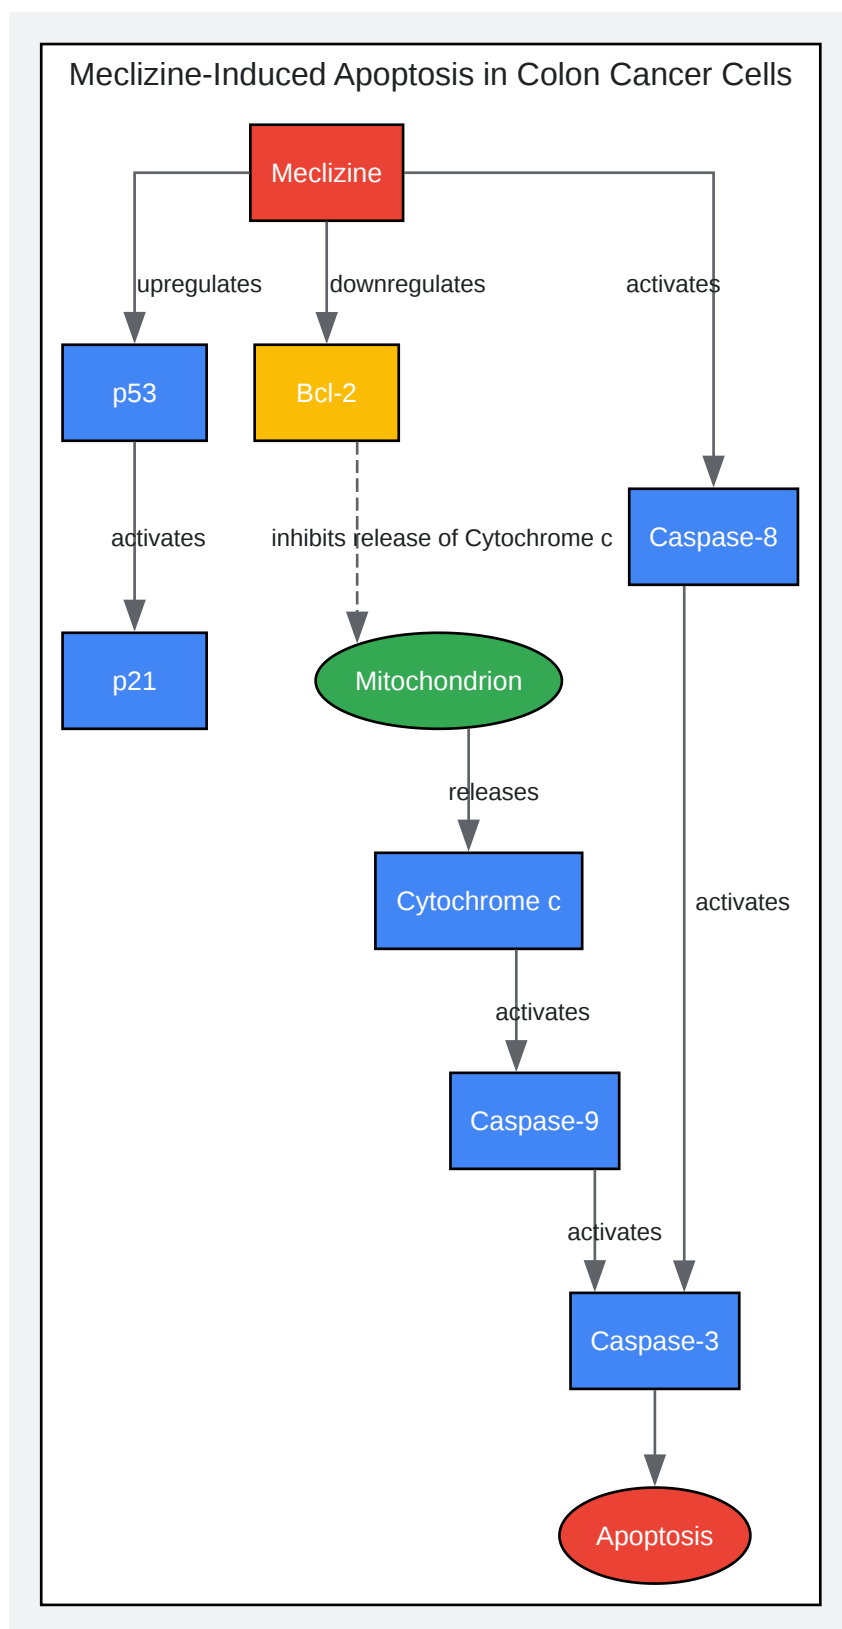 Meclizine-Induced Apoptosis in Colon Cancer Cells
Meclizine
upregulates
downregulates
activates
p53
Bcl-2
activates
inhibits release of Cytochrome c
Caspase-8
p21
Mitochondrion
releases
Cytochrome c
activates
activates
Caspase-9
activates
Caspase-3
Apoptosis